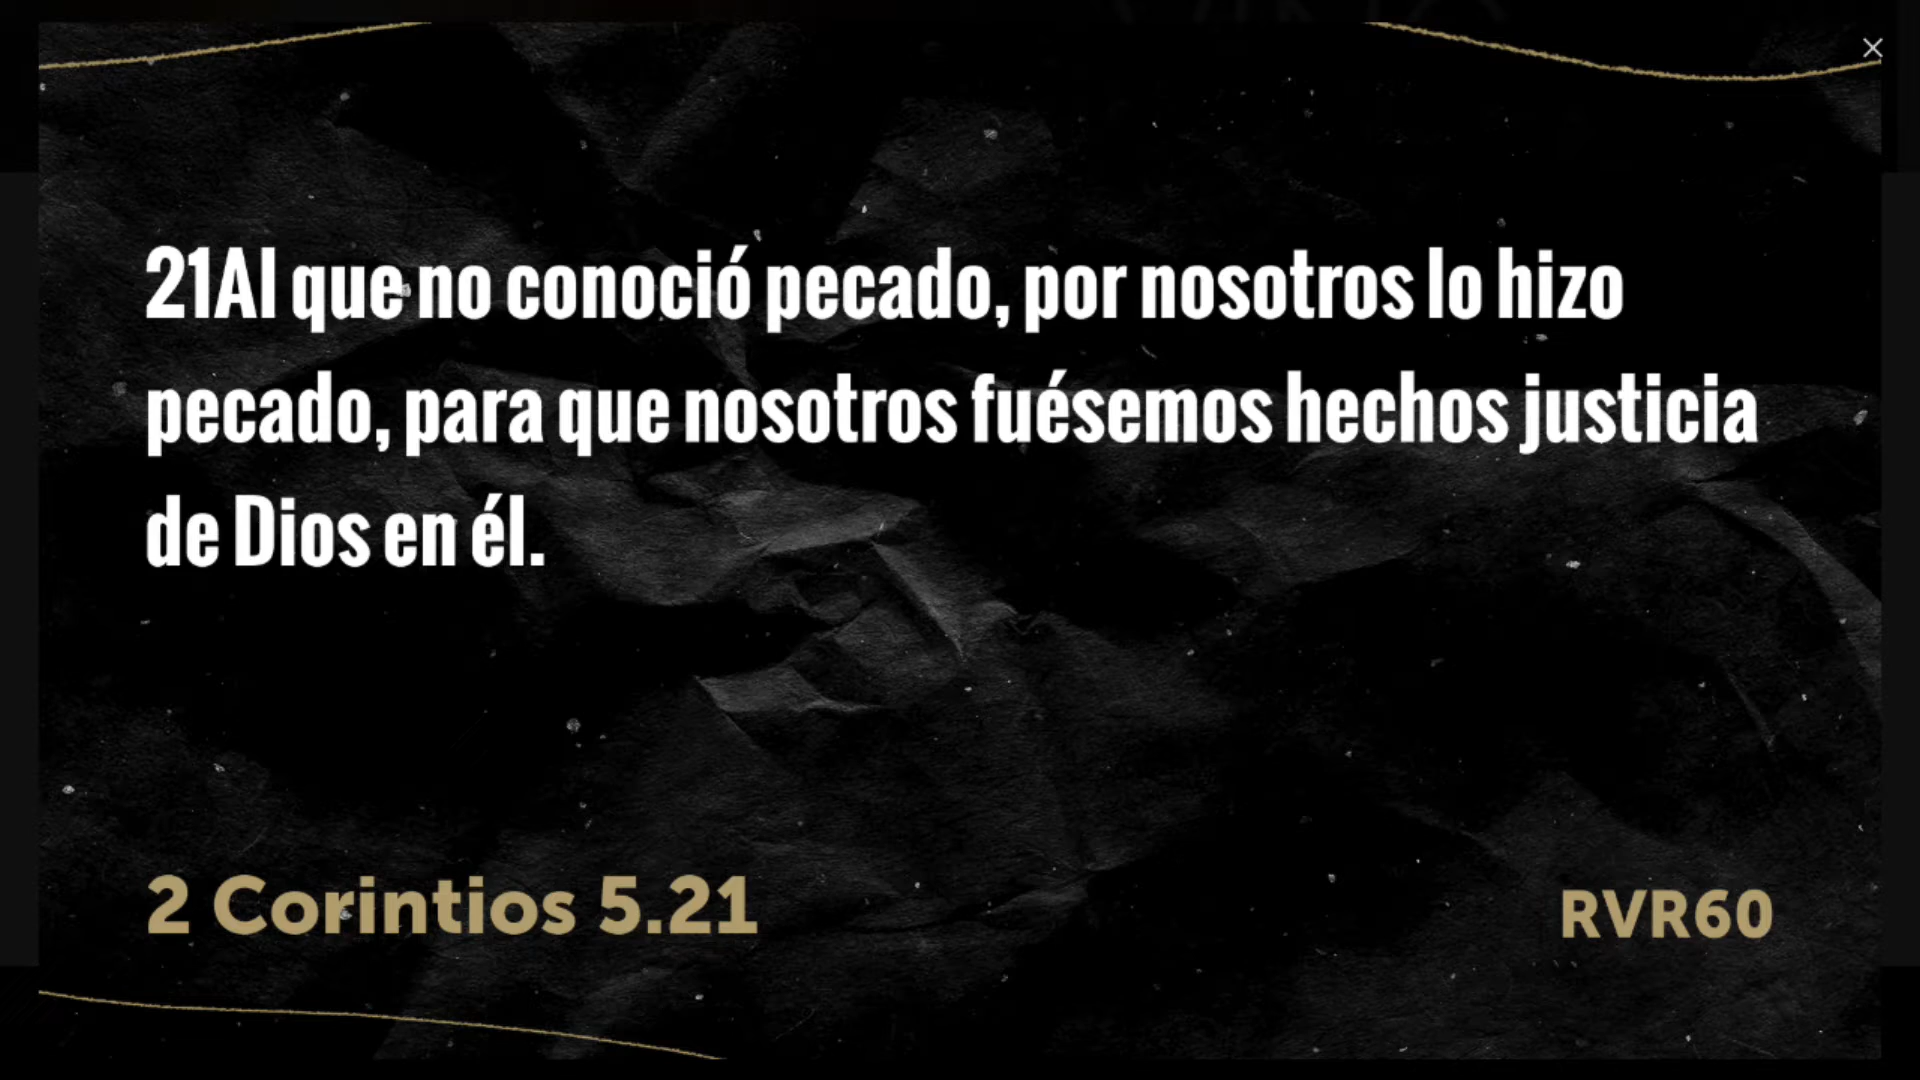 21Al que no conoció pecado, por nosotros lo hizo
pecado, para que nosotros fuésemos hechos justicia
de Dios en él.
2 Corintios 5.21
RVR60